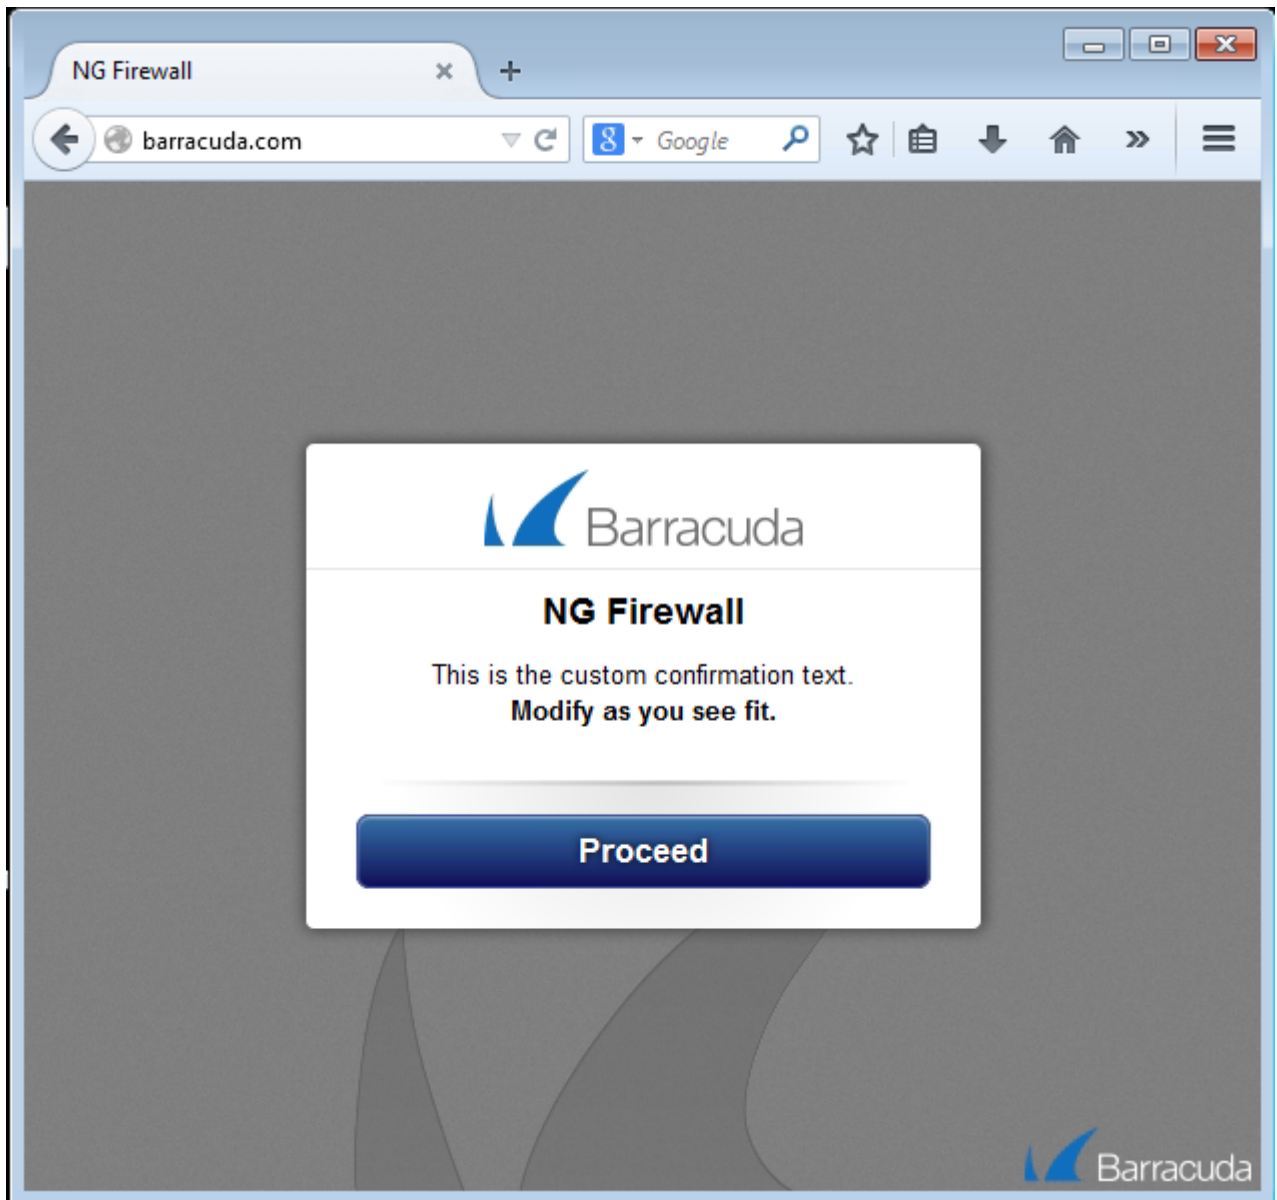 NG Firewall
barracuda.com
8
Google
Barracuda
NG Firewall
This is the custom confirmation text.
Modify as you see fit.
Proceed
Barracuda